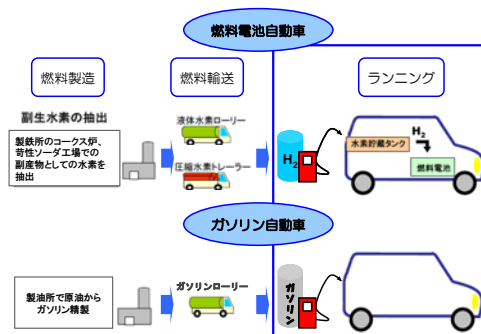 燃料電池自動車
燃料製造
燃料輸送
ランニング
副生水素の抽出
製鉄所のコークス炉、
苛性ソーダ工場での
副産物としての水素を
抽出
液体水素ローリー
圧縮水素トレーラー
H2
水素貯蔵タンク
H2
燃料電池
ガソリン自動車
製油所で原油から
ガソリン精製
ガソリンローリー
ガソリン